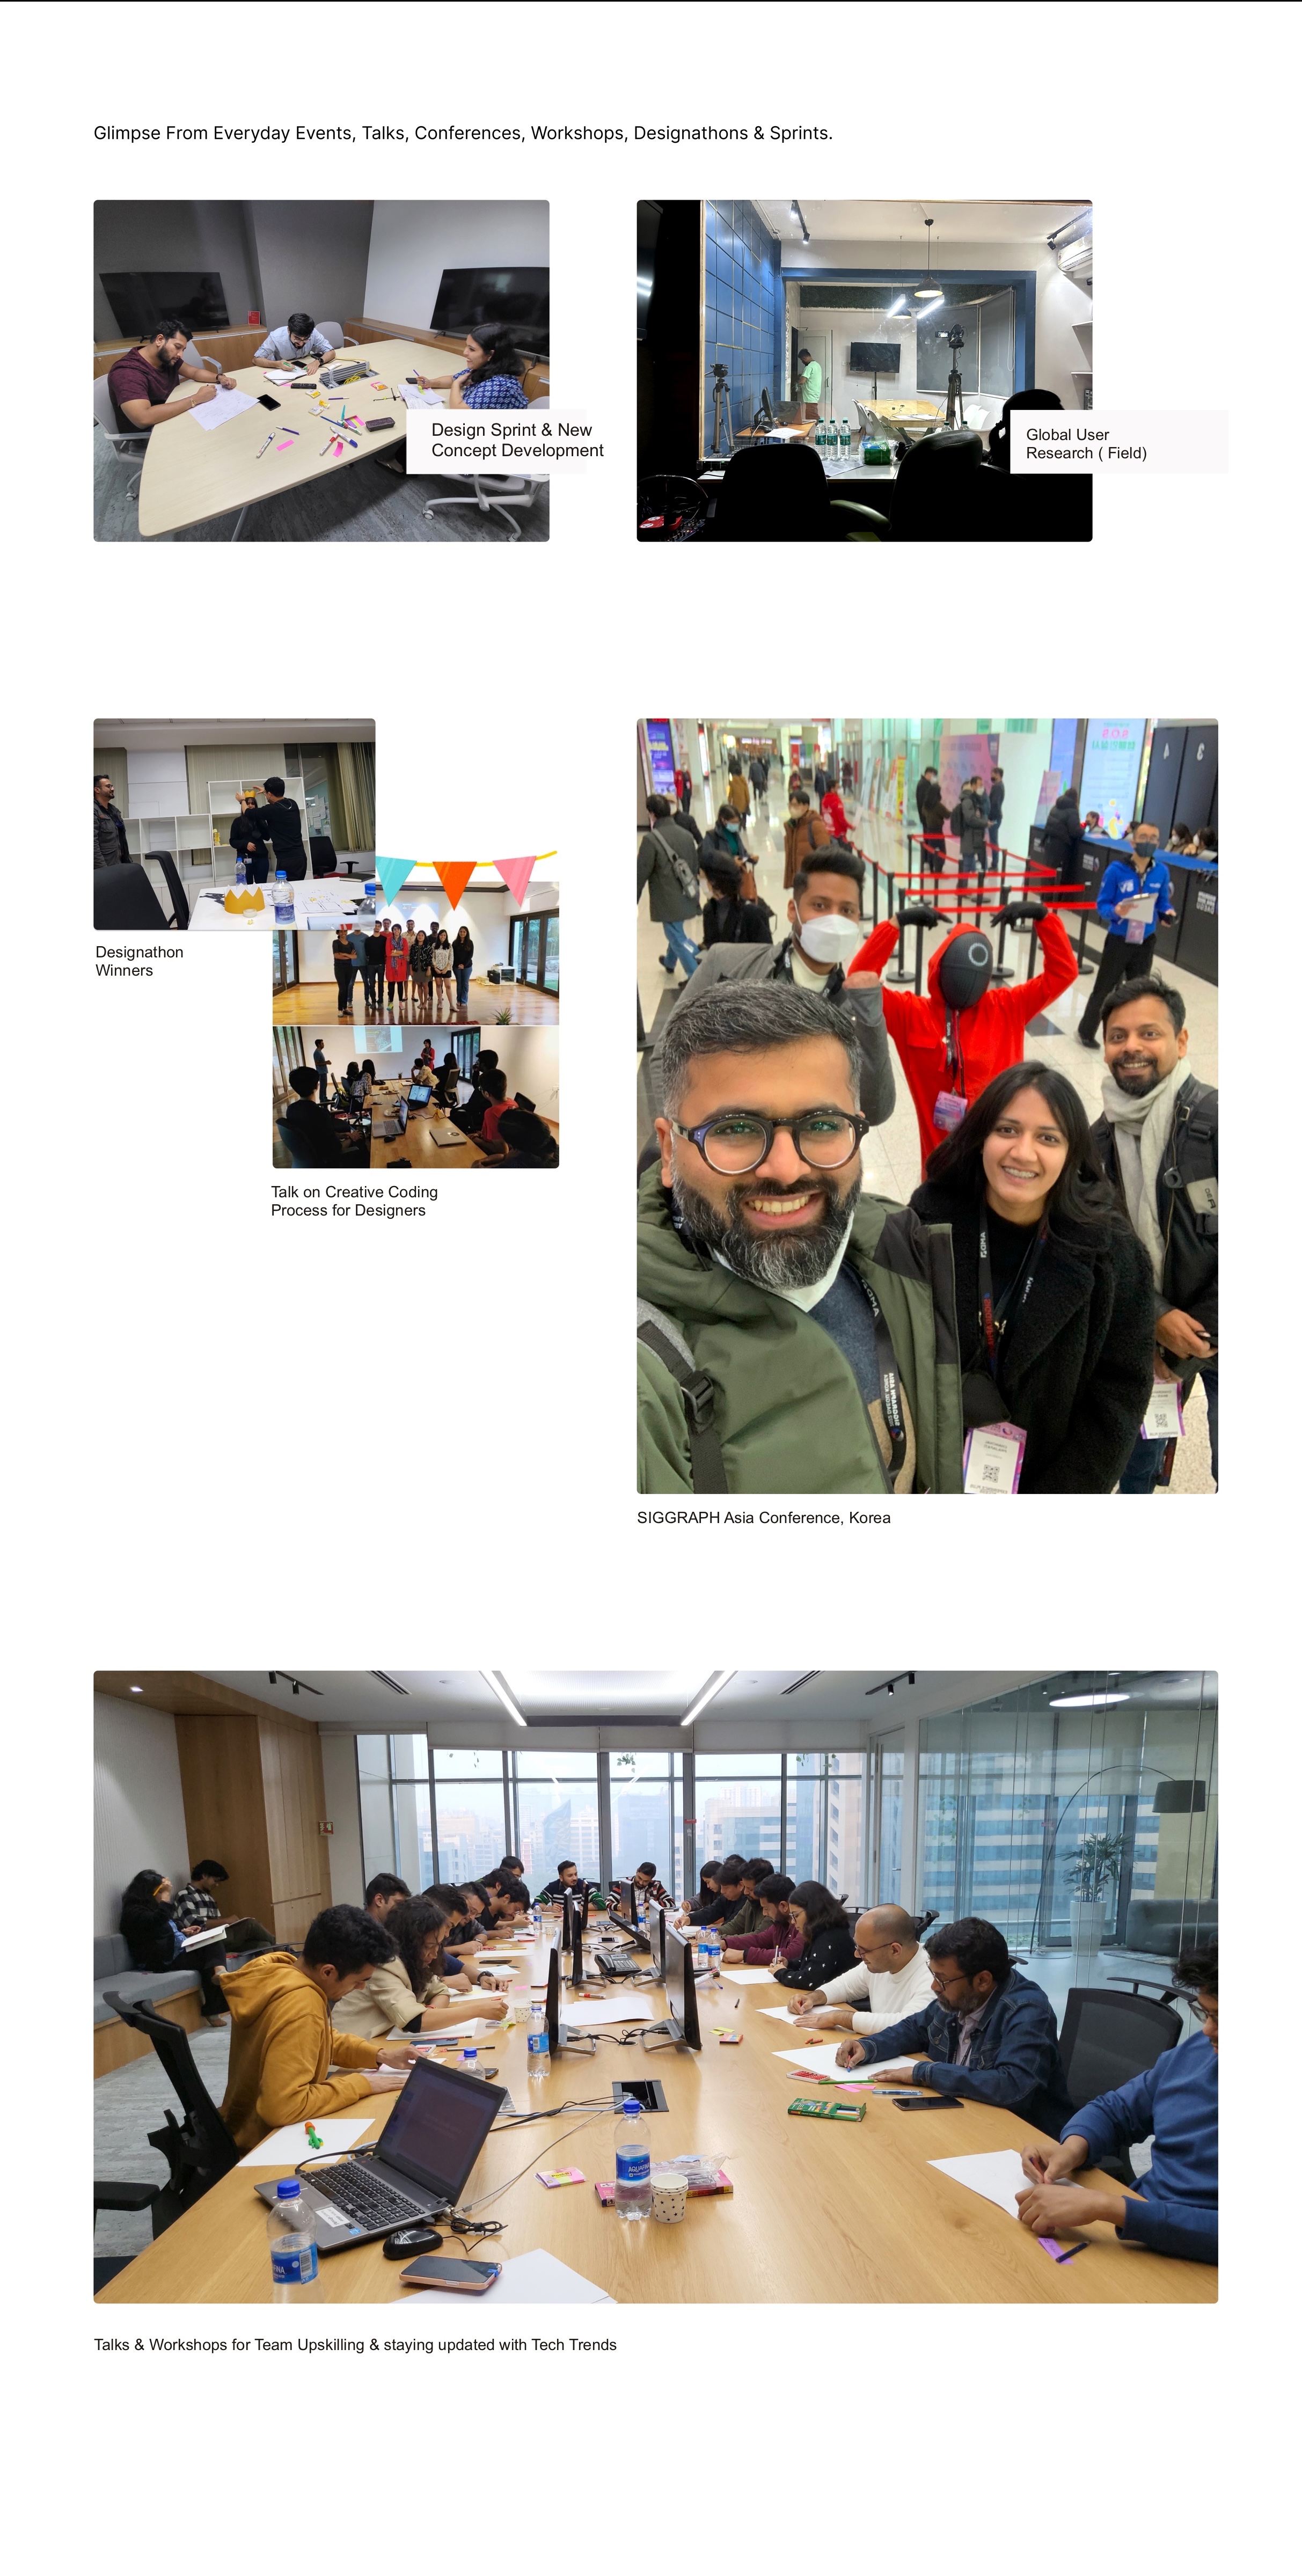 Glimpse From Everyday Events, Talks, Conferences, Workshops, Designathons & Sprints.
Design Sprint & New
Concept Development
Global User
Research ( Field)
Designathon
Winners
Talk on Creative Coding
Process for Designers
SIGGRAPH Asia Conference, Korea
Talks & Workshops for Team Upskilling & staying updated with Tech Trends